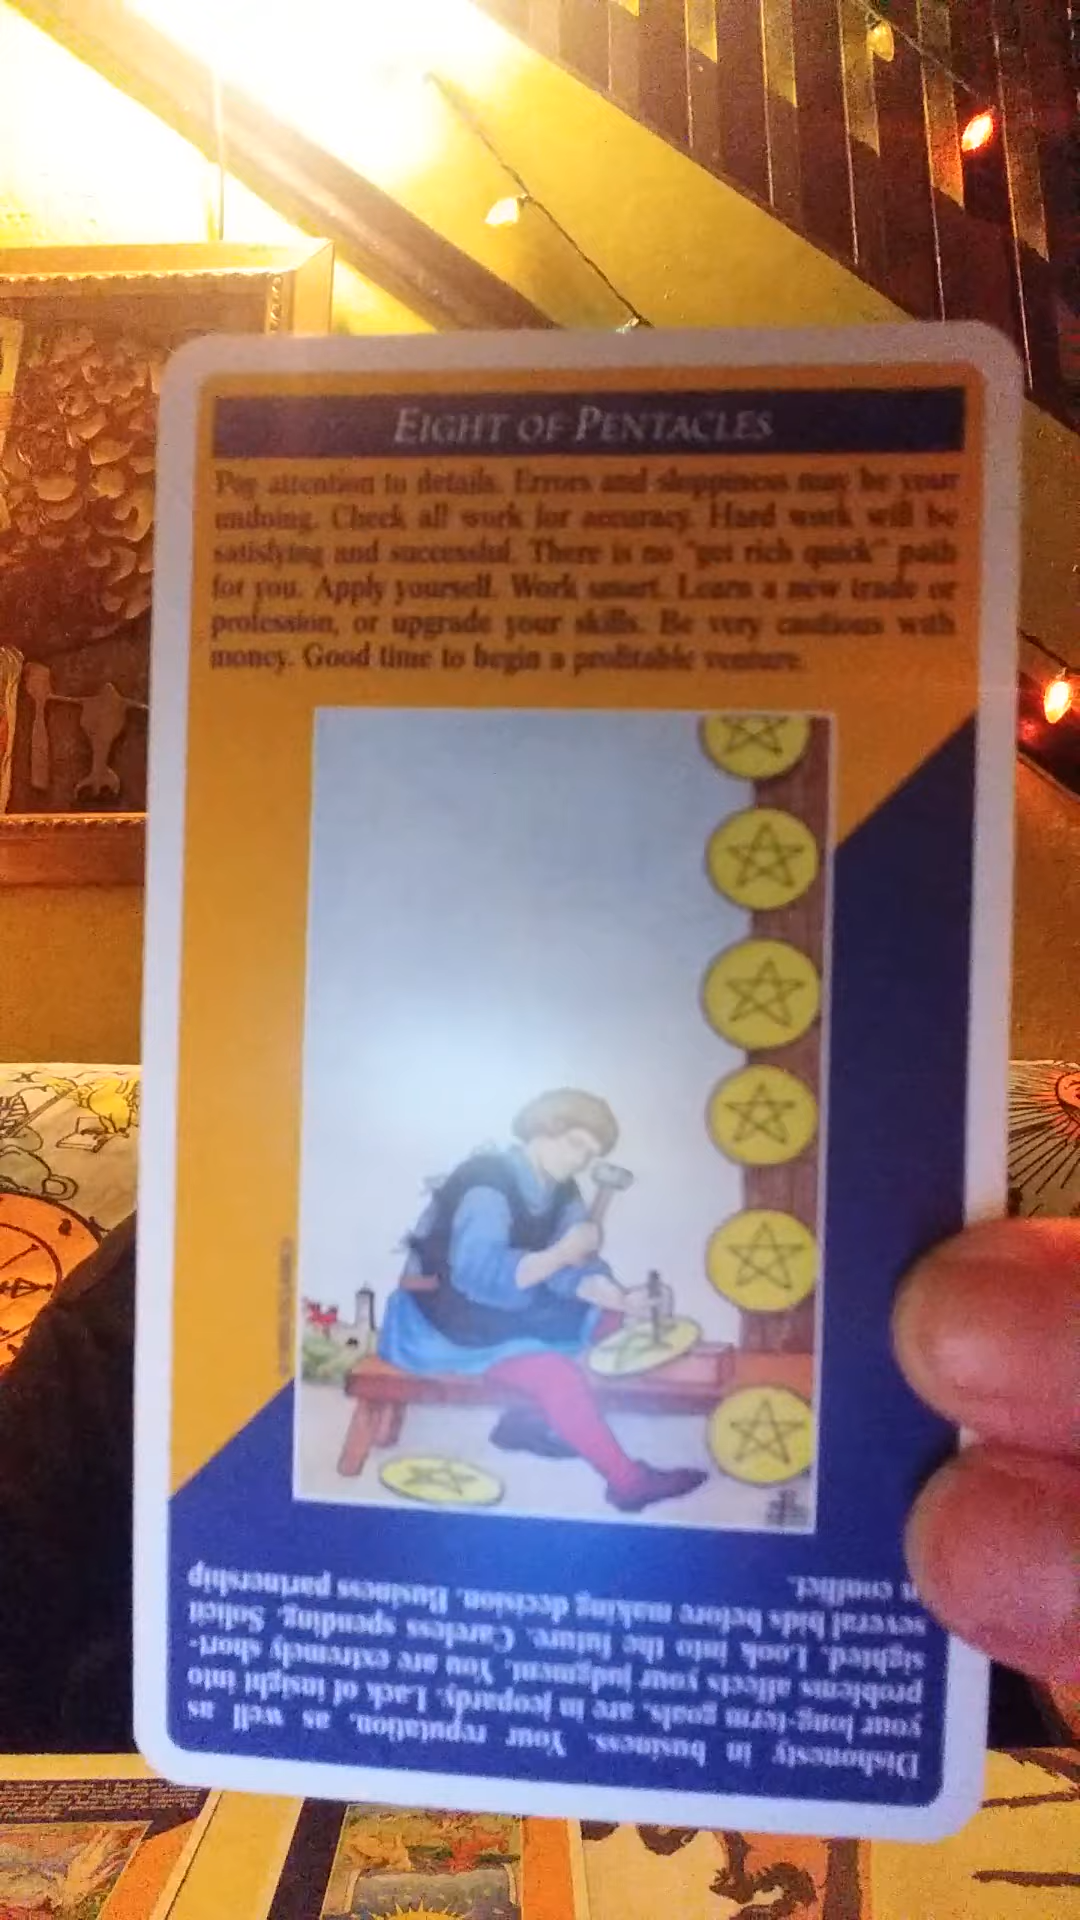 EIGHT OF PENTACLES
Pay attention to details. Errors and sloppiness may be your
undoing. Check all work for accuracy. Hard work will be
satisfying and successful. There is no "get rich quick" path
for you. Apply yourself. Work smart. Learn a new trade or
profession, or upgrade your skills. Be very cautious with
money. Good time to begin a profitable venture.
Dishonesty in business. Your reputation, as well as
your long-term goals, are in jeopardy. Lack of insight into
problems affects your judgment. You are extremely short-
sighted. Look into the future. Careless spending. Solicit
several bids before making decision. Business partnership
conflict.